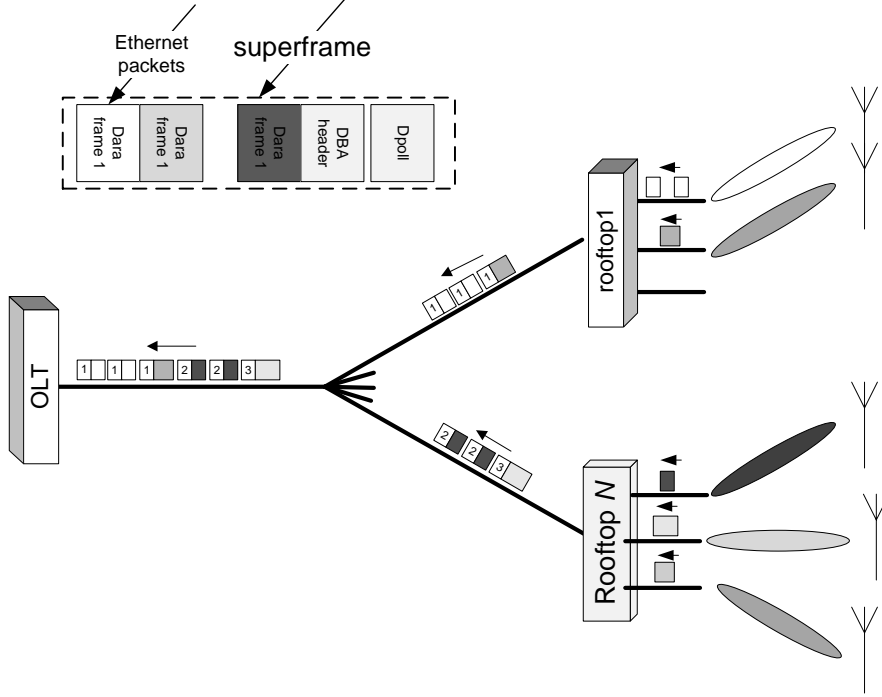 Ethernet
packets
superframe
Dara
frame 1
Dara
frame 1
Dara
frame 1
DBA
header
Dpoll
rooftop1
1
1
1
OLT
1
1
1
2
2
3
2
2
3
Rooftop N